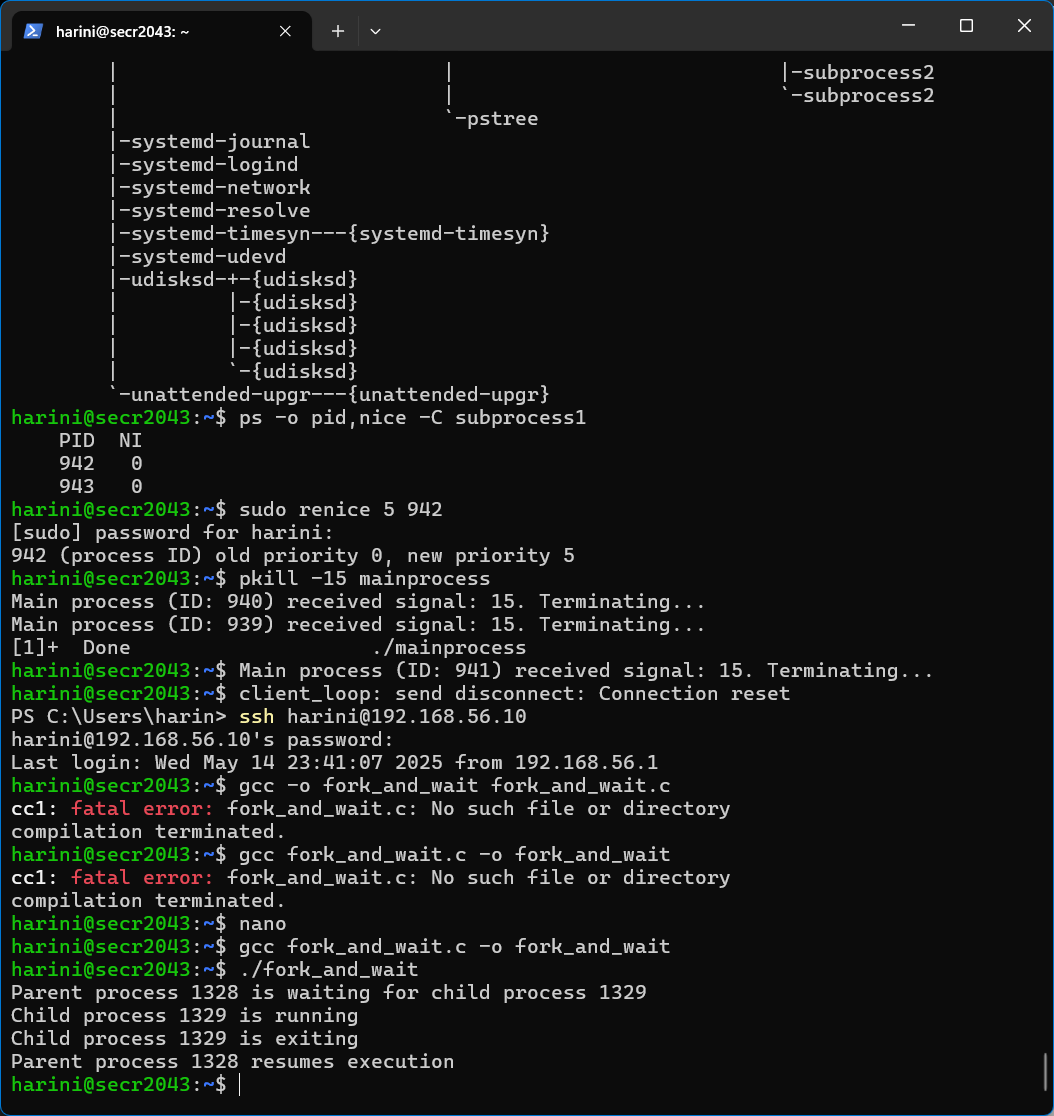 harini@secr2043: ~
|                           |                           |-subprocess2
|                           |                           `-subprocess2
|                           `-pstree
|-systemd-journal
|-systemd-logind
|-systemd-network
|-systemd-resolve
|-systemd-timesyn---{systemd-timesyn}
|-systemd-udevd
|-udisksd-+-{udisksd}
|         |-{udisksd}
|         |-{udisksd}
|         |-{udisksd}
|         `-{udisksd}
`-unattended-upgr---{unattended-upgr}
harini@secr2043:~$ ps -o pid,nice -C subprocess1
    PID  NI
    942   0
    943   0
harini@secr2043:~$ sudo renice 5 942
[sudo] password for harini:
942 (process ID) old priority 0, new priority 5
harini@secr2043:~$ pkill -15 mainprocess
Main process (ID: 940) received signal: 15. Terminating...
Main process (ID: 939) received signal: 15. Terminating...
[1]+  Done                    ./mainprocess
harini@secr2043:~$ Main process (ID: 941) received signal: 15. Terminating...
harini@secr2043:~$ client_loop: send disconnect: Connection reset
PS C:\Users\harin> ssh harini@192.168.56.10
harini@192.168.56.10's password:
Last login: Wed May 14 23:41:07 2025 from 192.168.56.1
harini@secr2043:~$ gcc -o fork_and_wait fork_and_wait.c
cc1: fatal error: fork_and_wait.c: No such file or directory
compilation terminated.
harini@secr2043:~$ gcc fork_and_wait.c -o fork_and_wait
cc1: fatal error: fork_and_wait.c: No such file or directory
compilation terminated.
harini@secr2043:~$ nano
harini@secr2043:~$ gcc fork_and_wait.c -o fork_and_wait
harini@secr2043:~$ ./fork_and_wait
Parent process 1328 is waiting for child process 1329
Child process 1329 is running
Child process 1329 is exiting
Parent process 1328 resumes execution
harini@secr2043:~$